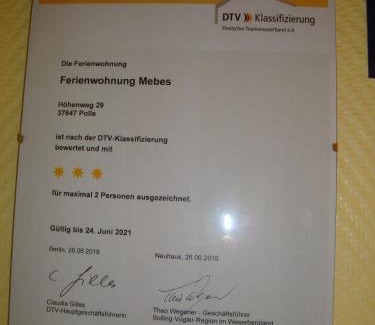 DTV Klassifizierung
Deutscher Tourismusverband e.V.
Die Ferienwohnung
Ferienwohnung Mebes
Höhenweg 29
37647 Polle
ist nach der DTV-Klassifizierung
bewertet und mit
für maximal 2 Personen ausgezeichnet.
Gültig bis 24. Juni 2021
Berlin, 26.06.2018
Neuhaus, 26.06.2018
C. Gilles
Claudia Gilles
DTV-Hauptgeschäftsführerin
Theo Wegener - Geschäftsführer
Solling-Vogler-Region im Weserbergland